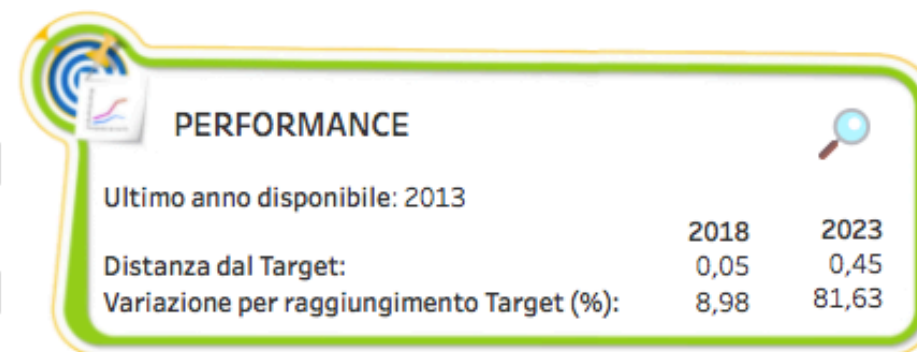 PERFORMANCE
Ultimo anno disponibile: 2013
2018 2023
Distanza dal Target: 0,05 0,45
Variazione per raggiungimento Target (%): 8,98 81,63